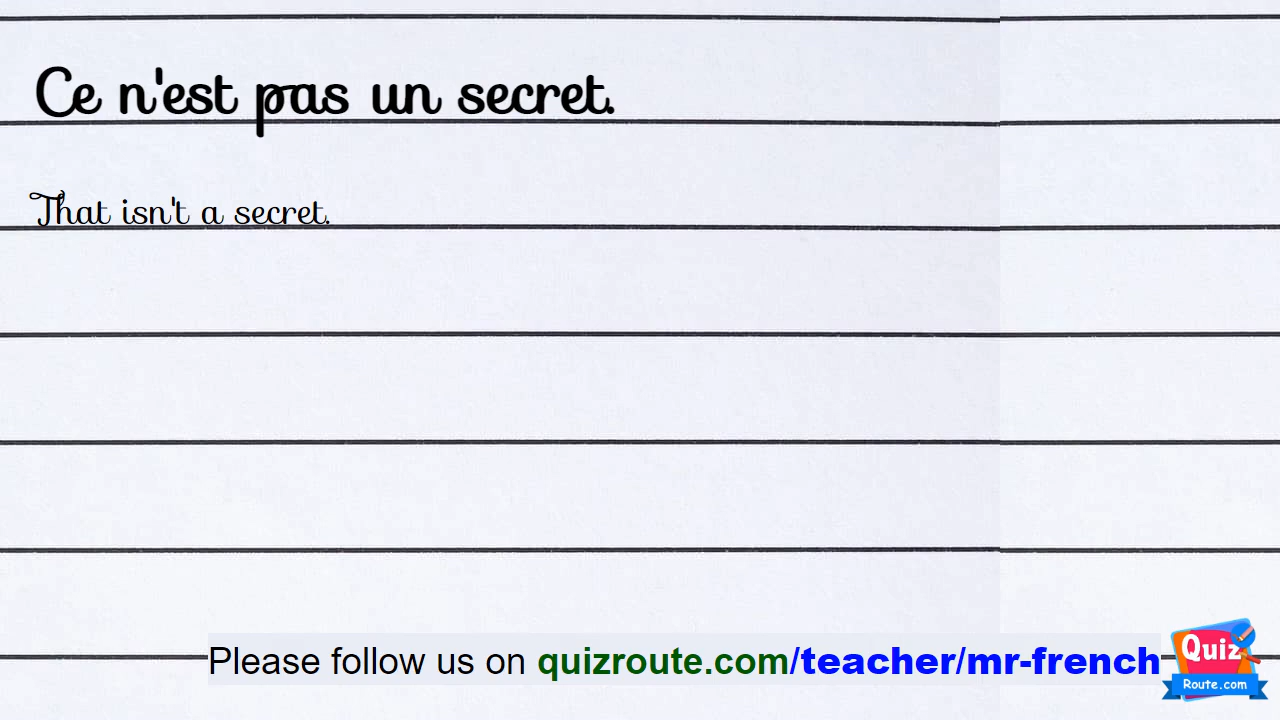 Ce n'est pas un secret.
That isn't a secret.
Please follow us on quizroute.com/teacher/mr-french
Quiz
Route.com